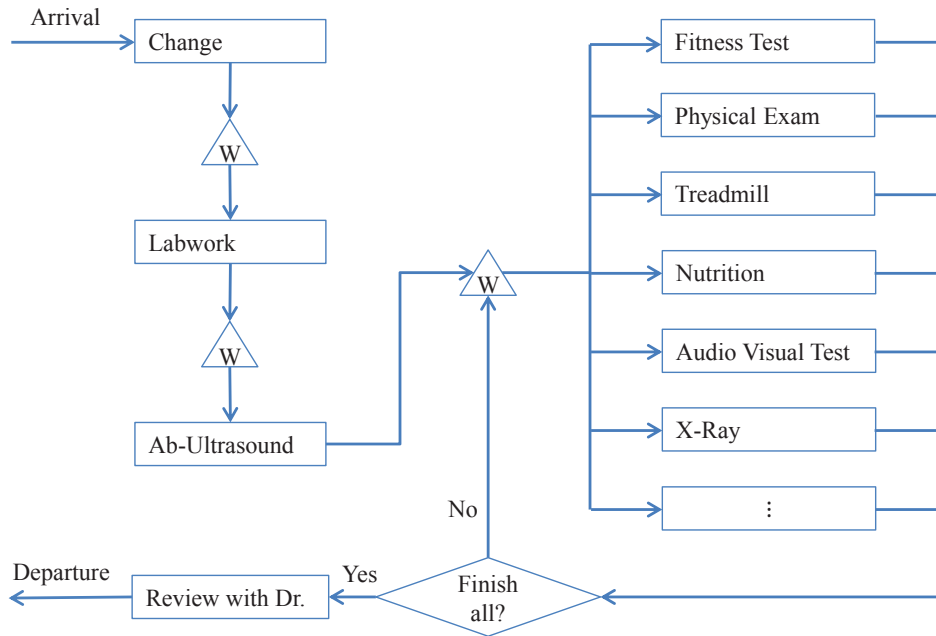 Arrival
Change
W
Labwork
W
Ab-Ultrasound
W
Fitness Test
Physical Exam
Treadmill
Nutrition
Audio Visual Test
X-Ray
⋮
No
Finish
all?
Yes
Review with Dr.
Departure